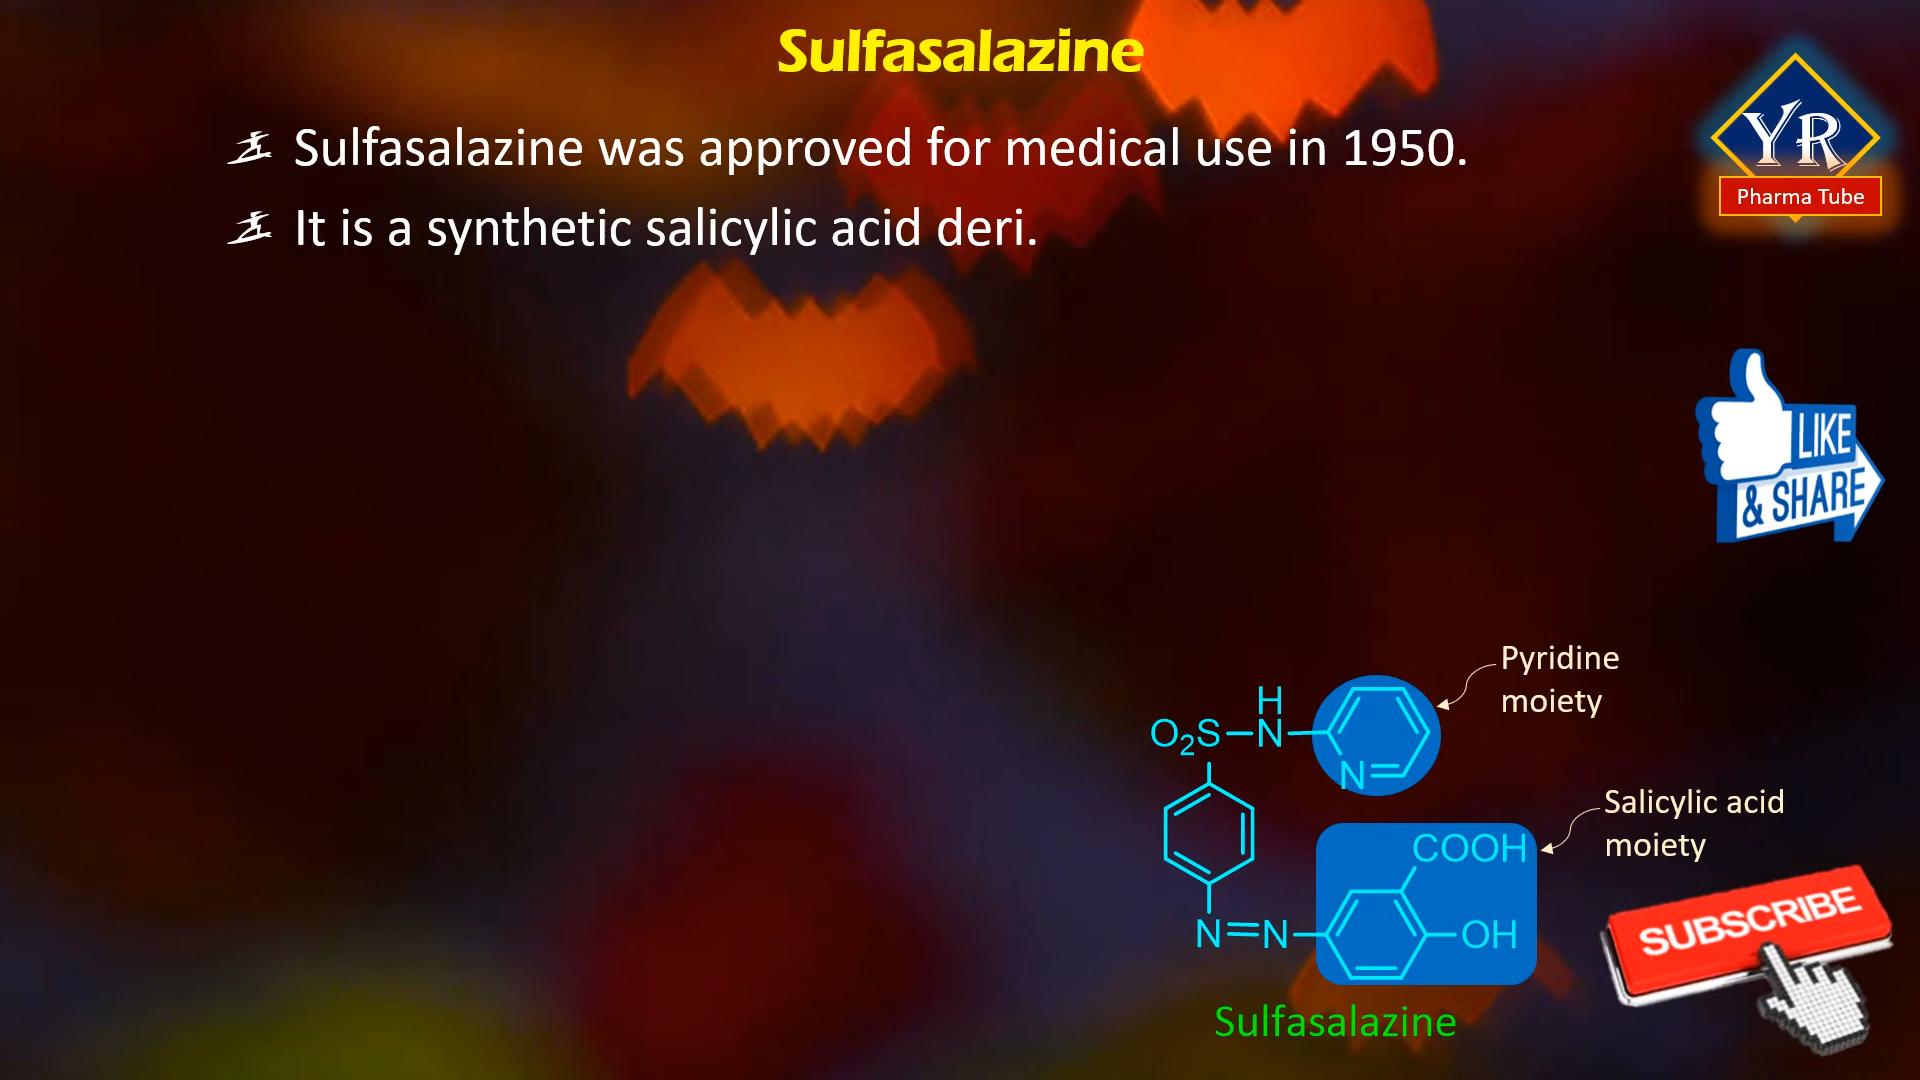 Sulfasalazine
Sulfasalazine was approved for medical use in 1950.
It is a synthetic salicylic acid deri.
YR
Pharma Tube
LIKE
& SHARE
Pyridine
moiety
H
O₂S N
N
Salicylic acid
moiety
COOH
N N OH
SUBSCRIBE
Sulfasalazine